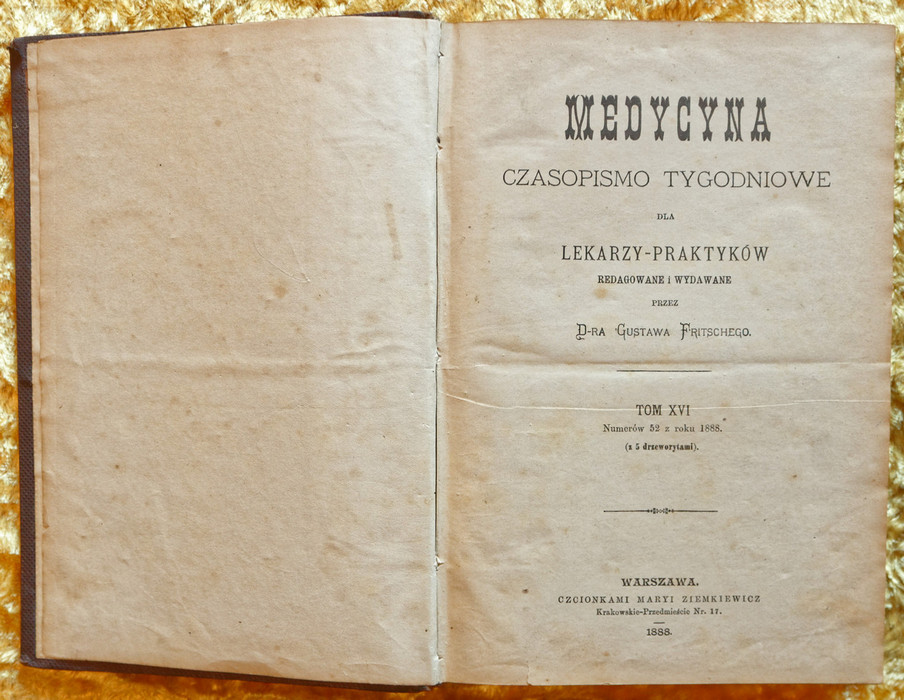 MEDYCYNA
CZASOPISMO TYGODNIOWE
DLA
LEKARZY-PRAKTYKÓW
REDAGOWANE i WYDAWANE
PRZEZ
D-RA GUSTAWA FRITSCHEGO.
TOM XVI
Numerów 52 z roku 1888.
(z 5 drzeworytami).
WARSZAWA.
CZCIONKAMI MARYI ZIEMKIEWICZ
Krakowskie-Przedmieście Nr. 17.
1888.